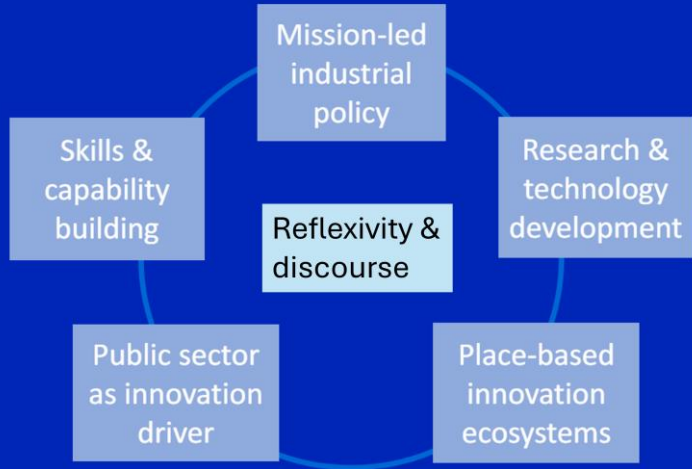 Mission-led
industrial
policy
Skills &
capability
building
Research &
technology
development
Reflexivity &
discourse
Public sector
as innovation
driver
Place-based
innovation
ecosystems